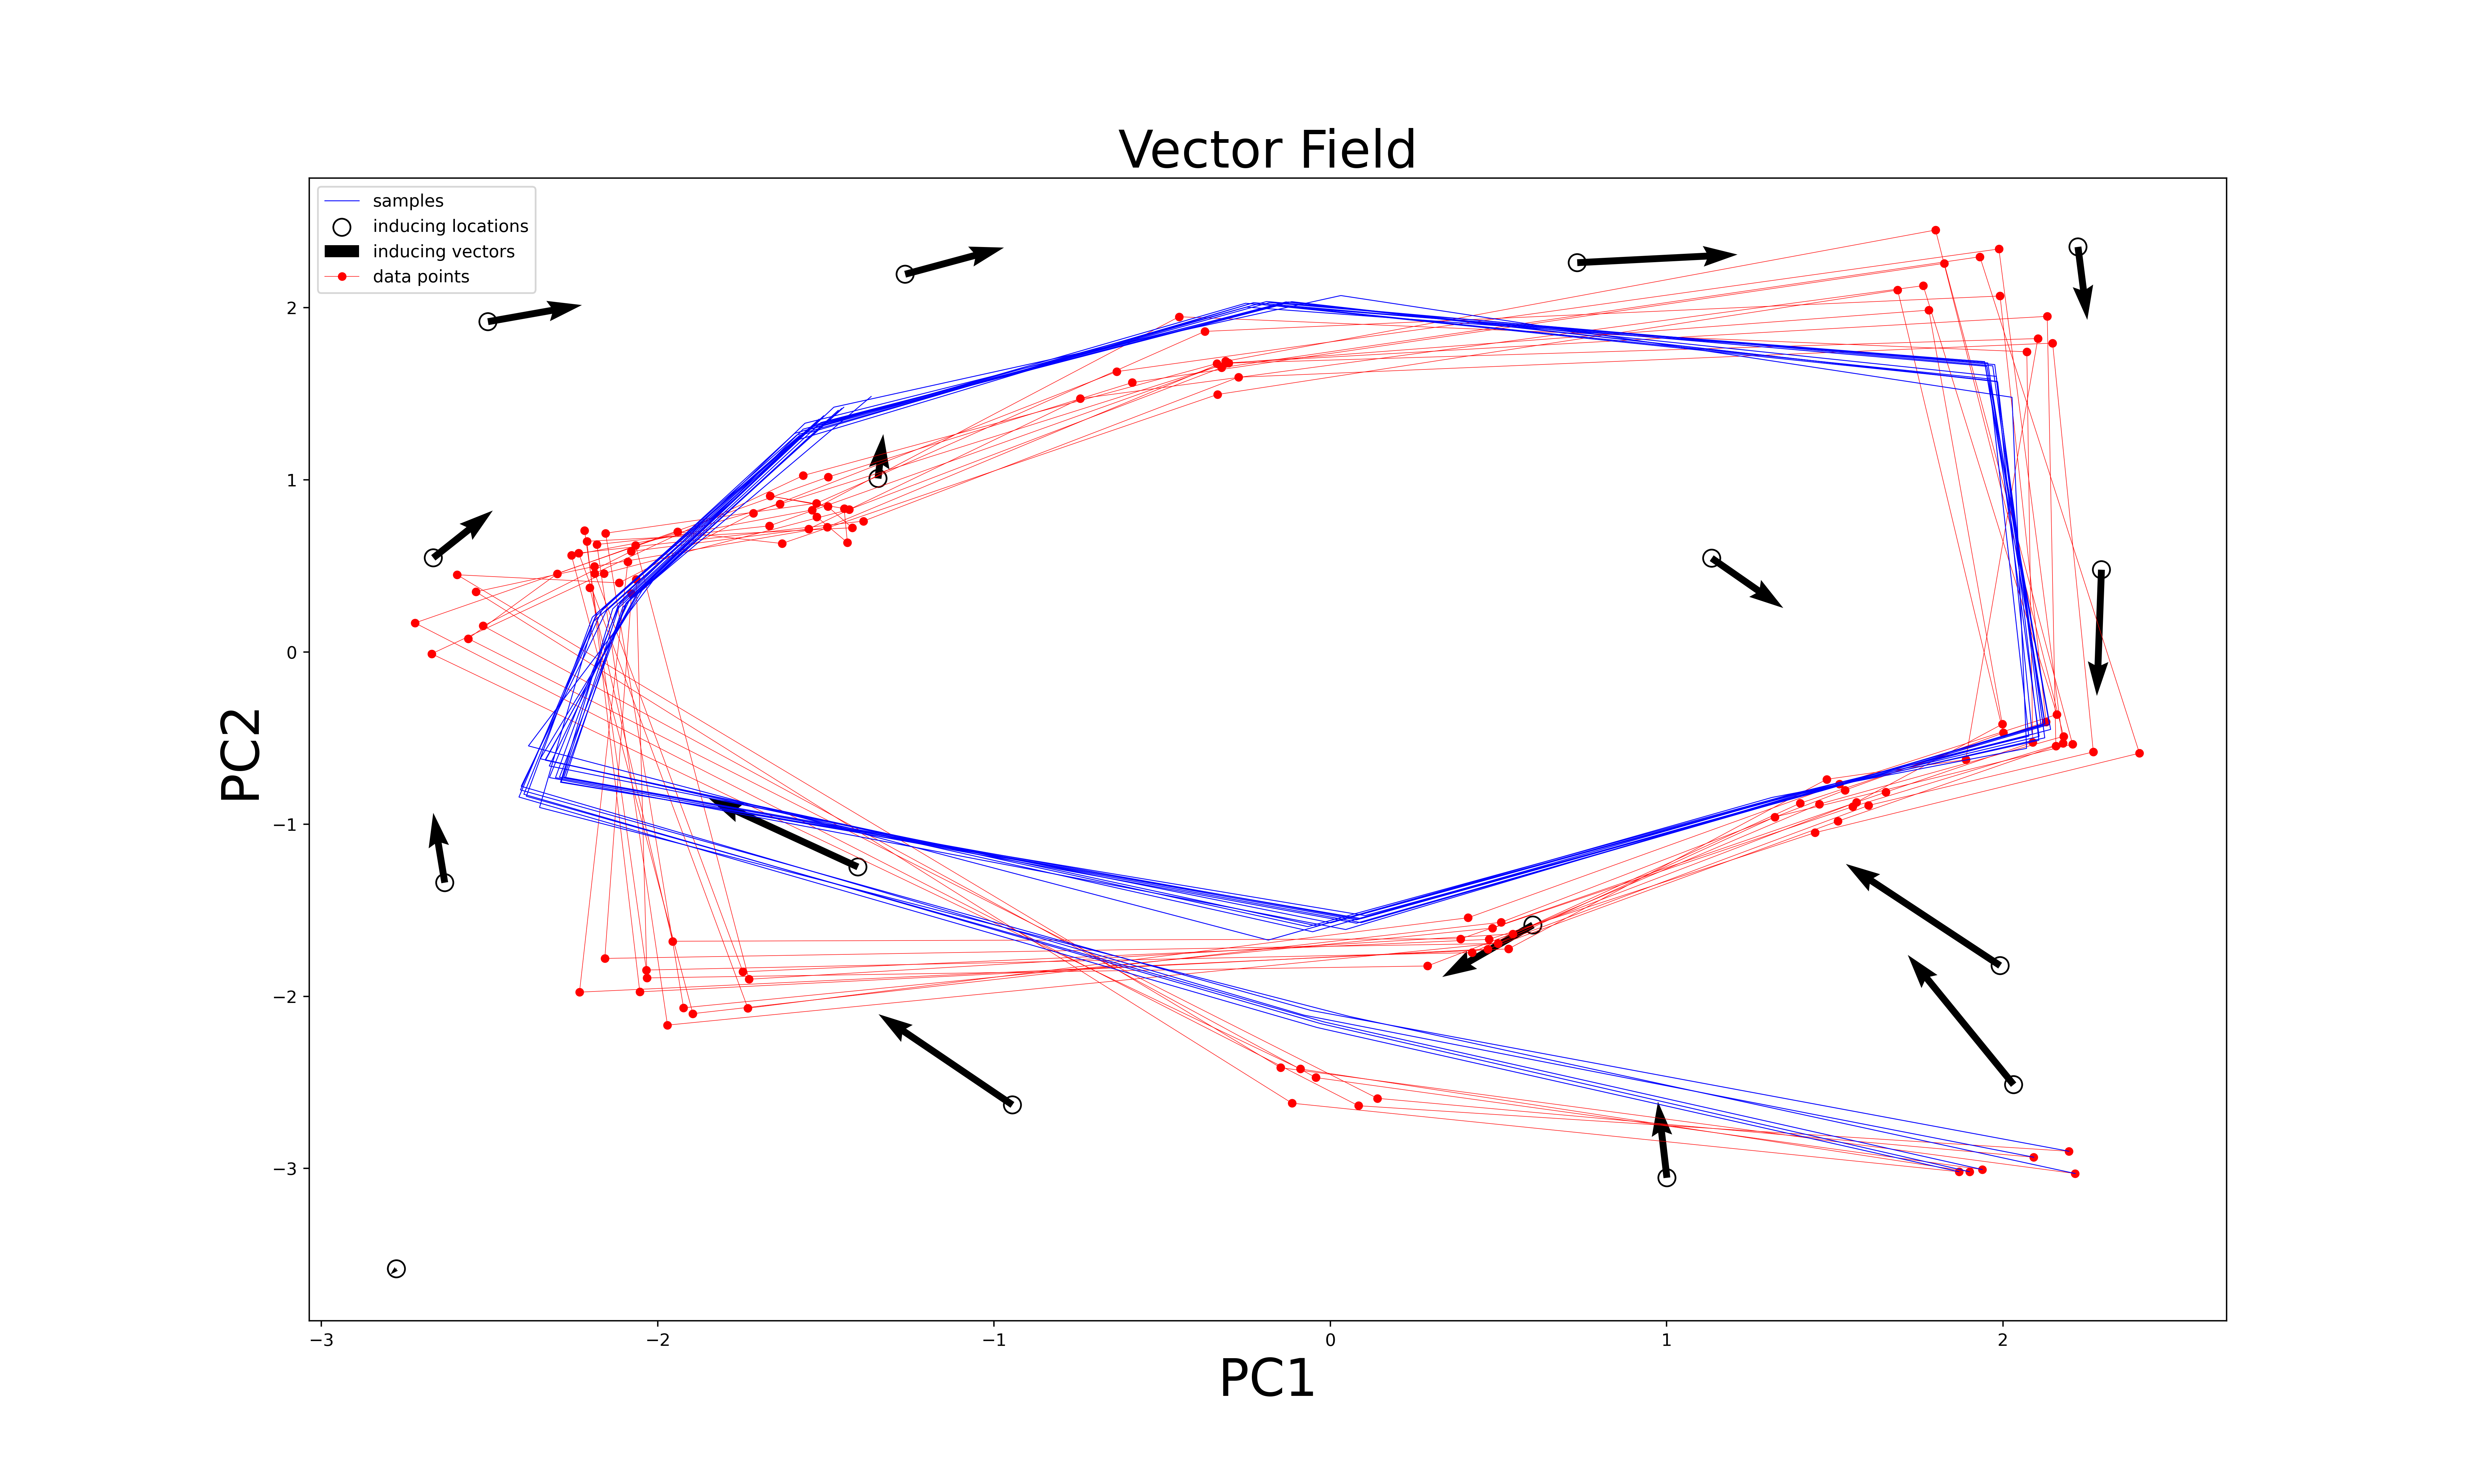 Vector Field
samples
inducing locations
inducing vectors
data points
2
1
0
−1
−2
−3
PC2
−3 −2 −1 0 1 2
PC1